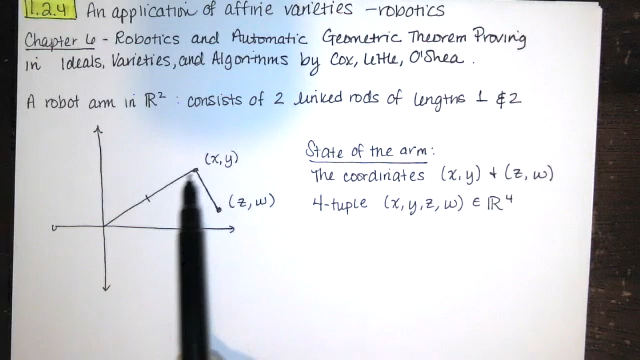 1.2.4 An application of affine varieties - robotics
Chapter 6 - Robotics and Automatic Geometric Theorem Proving
in Ideals, Varieties, and Algorithms by Cox, Little, O'Shea.
A robot arm in ℝ² : consists of 2 linked rods of lengths 1 & 2
(x,y)
(z,w)
State of the arm:
The coordinates (x,y) + (z,w)
4-tuple (x,y,z,w) ∈ ℝ⁴